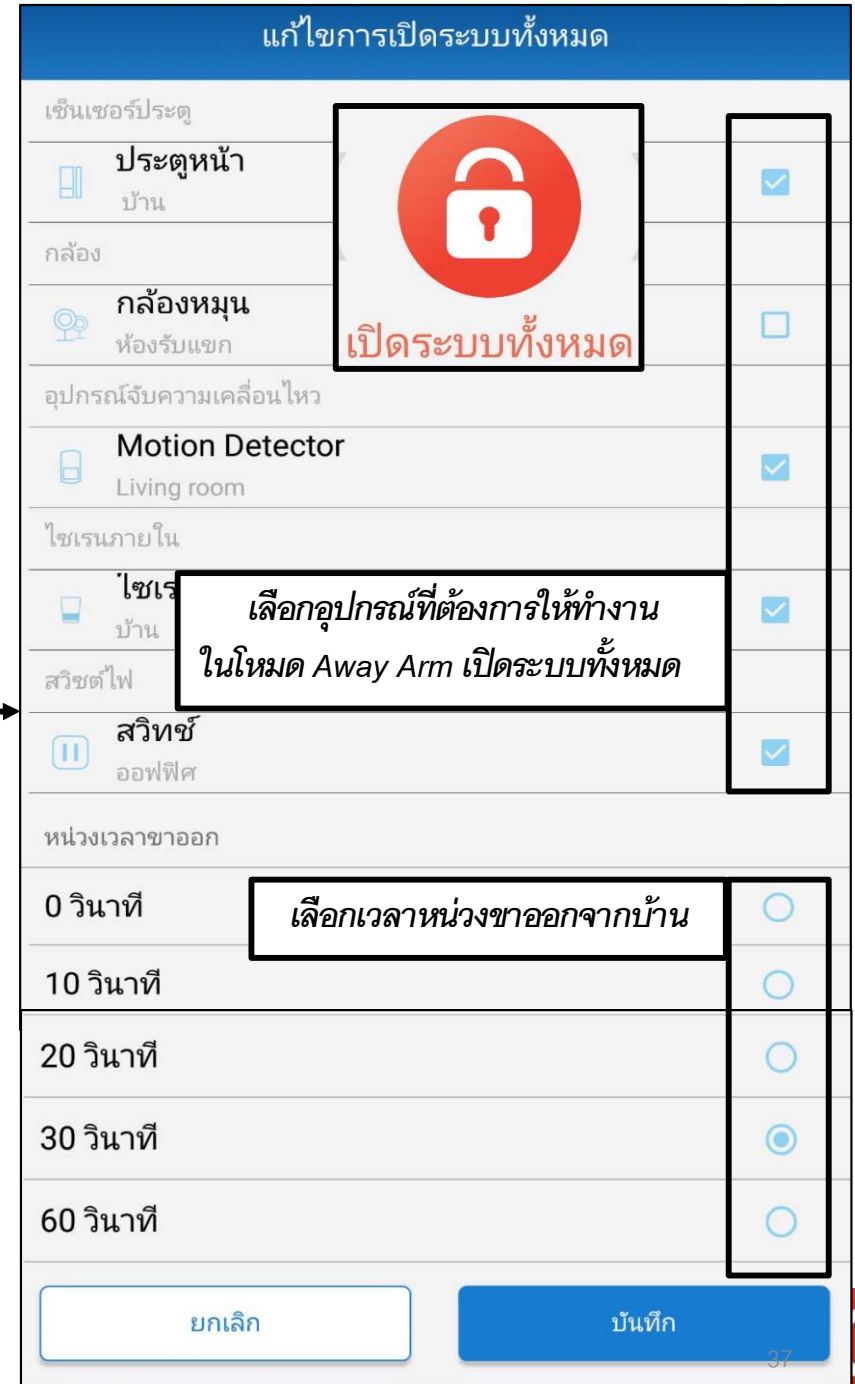 แก้ไขการเปิดระบบทั้งหมด
เซ็นเซอร์ประตู
ประตูหน้า
บ้าน
กล้อง
กล้องหมุน
ห้องรับแขก
เปิดระบบทั้งหมด
อุปกรณ์จับความเคลื่อนไหว
Motion Detector
Living room
ไซเรนภายใน
บ้าน
เลือกอุปกรณ์ที่ต้องการให้ทำงาน
ในโหมด Away Arm เปิดระบบทั้งหมด
สวิซต์ไฟ
สวิทช์
ออฟฟิศ
หน่วงเวลาขาออก
0 วินาที
เลือกเวลาหน่วงขาออกจากบ้าน
10 วินาที
20 วินาที
30 วินาที
60 วินาที
ยกเลิก
บันทึก
37